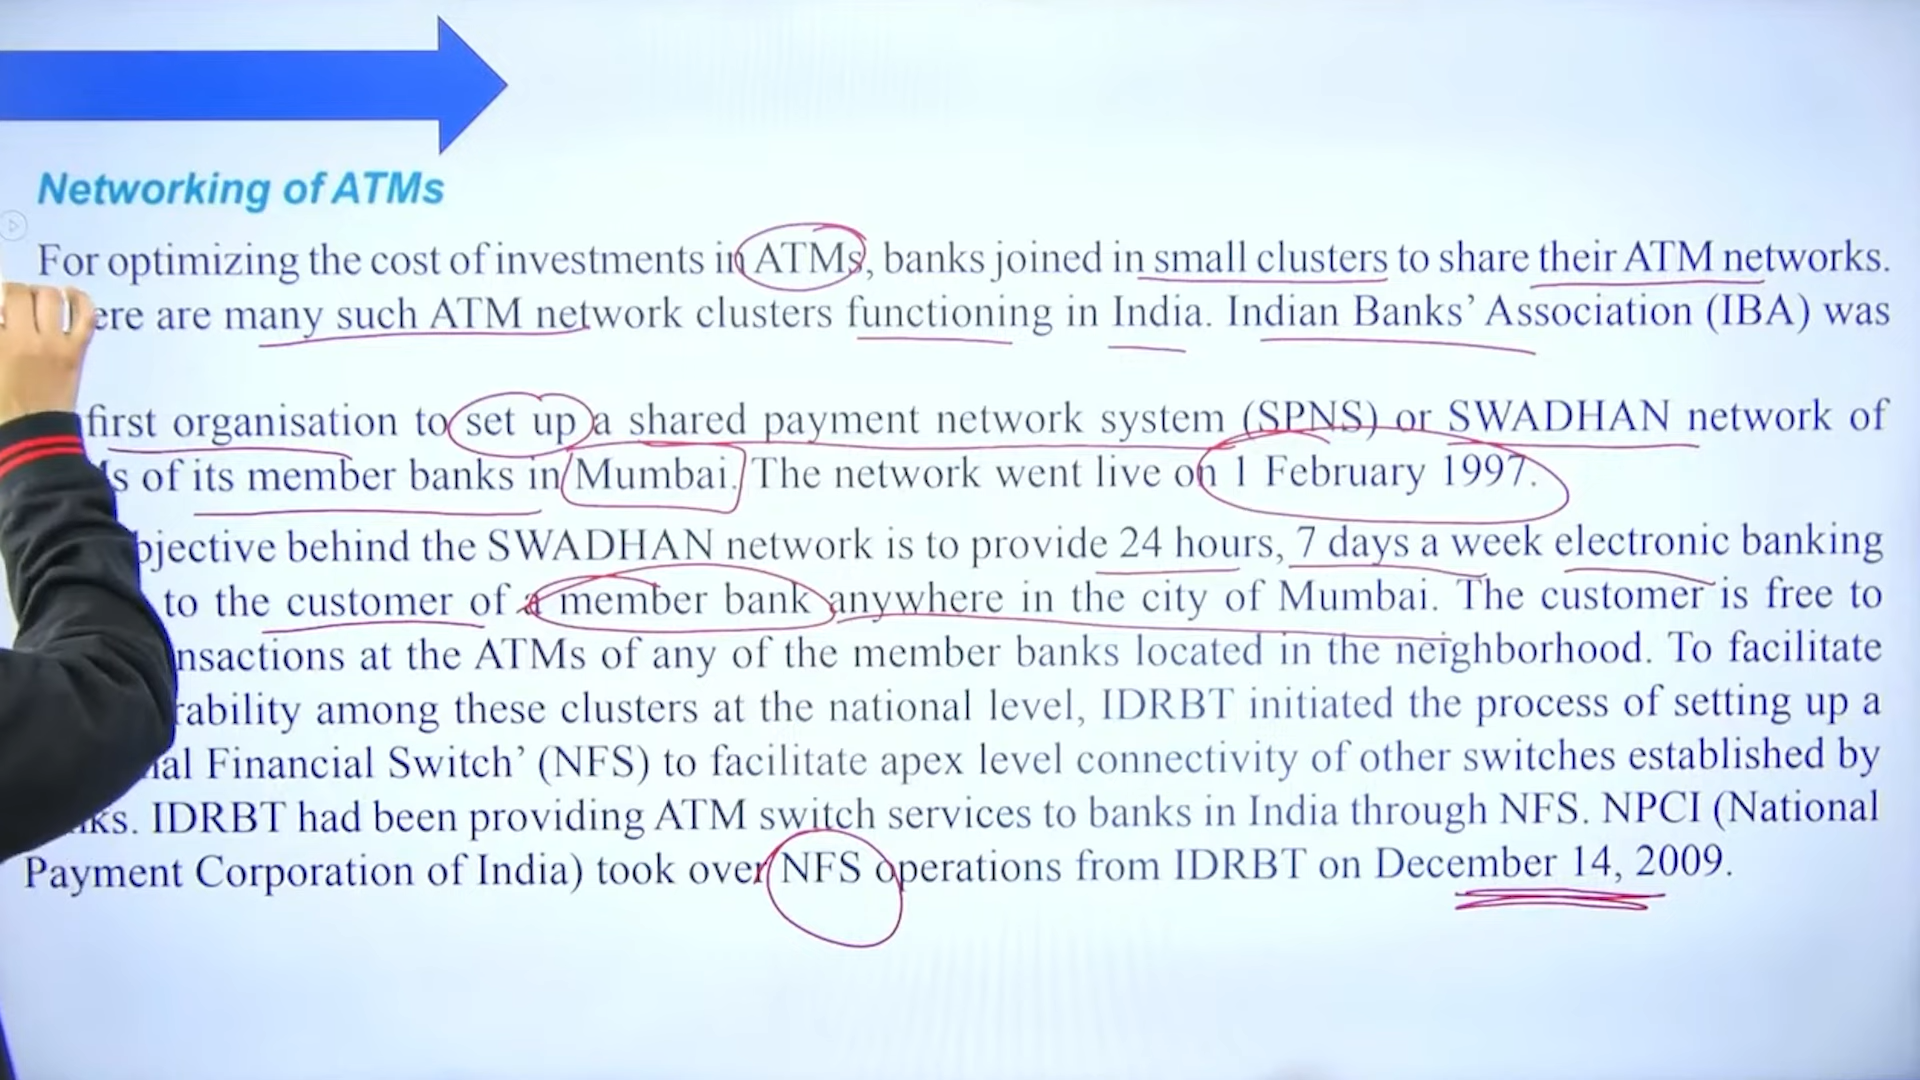 Networking of ATMs
For optimizing the cost of investments in ATMs, banks joined in small clusters to share their ATM networks.
ere are many such ATM network clusters functioning in India. Indian Banks’ Association (IBA) was
first organisation to set up a shared payment network system (SPNS) or SWADHAN network of
s of its member banks in Mumbai. The network went live on 1 February 1997.
bjective behind the SWADHAN network is to provide 24 hours, 7 days a week electronic banking
to the customer of a member bank anywhere in the city of Mumbai. The customer is free to
nsactions at the ATMs of any of the member banks located in the neighborhood. To facilitate
rability among these clusters at the national level, IDRBT initiated the process of setting up a
al Financial Switch’ (NFS) to facilitate apex level connectivity of other switches established by
ks. IDRBT had been providing ATM switch services to banks in India through NFS. NPCI (National
Payment Corporation of India) took over NFS operations from IDRBT on December 14, 2009.